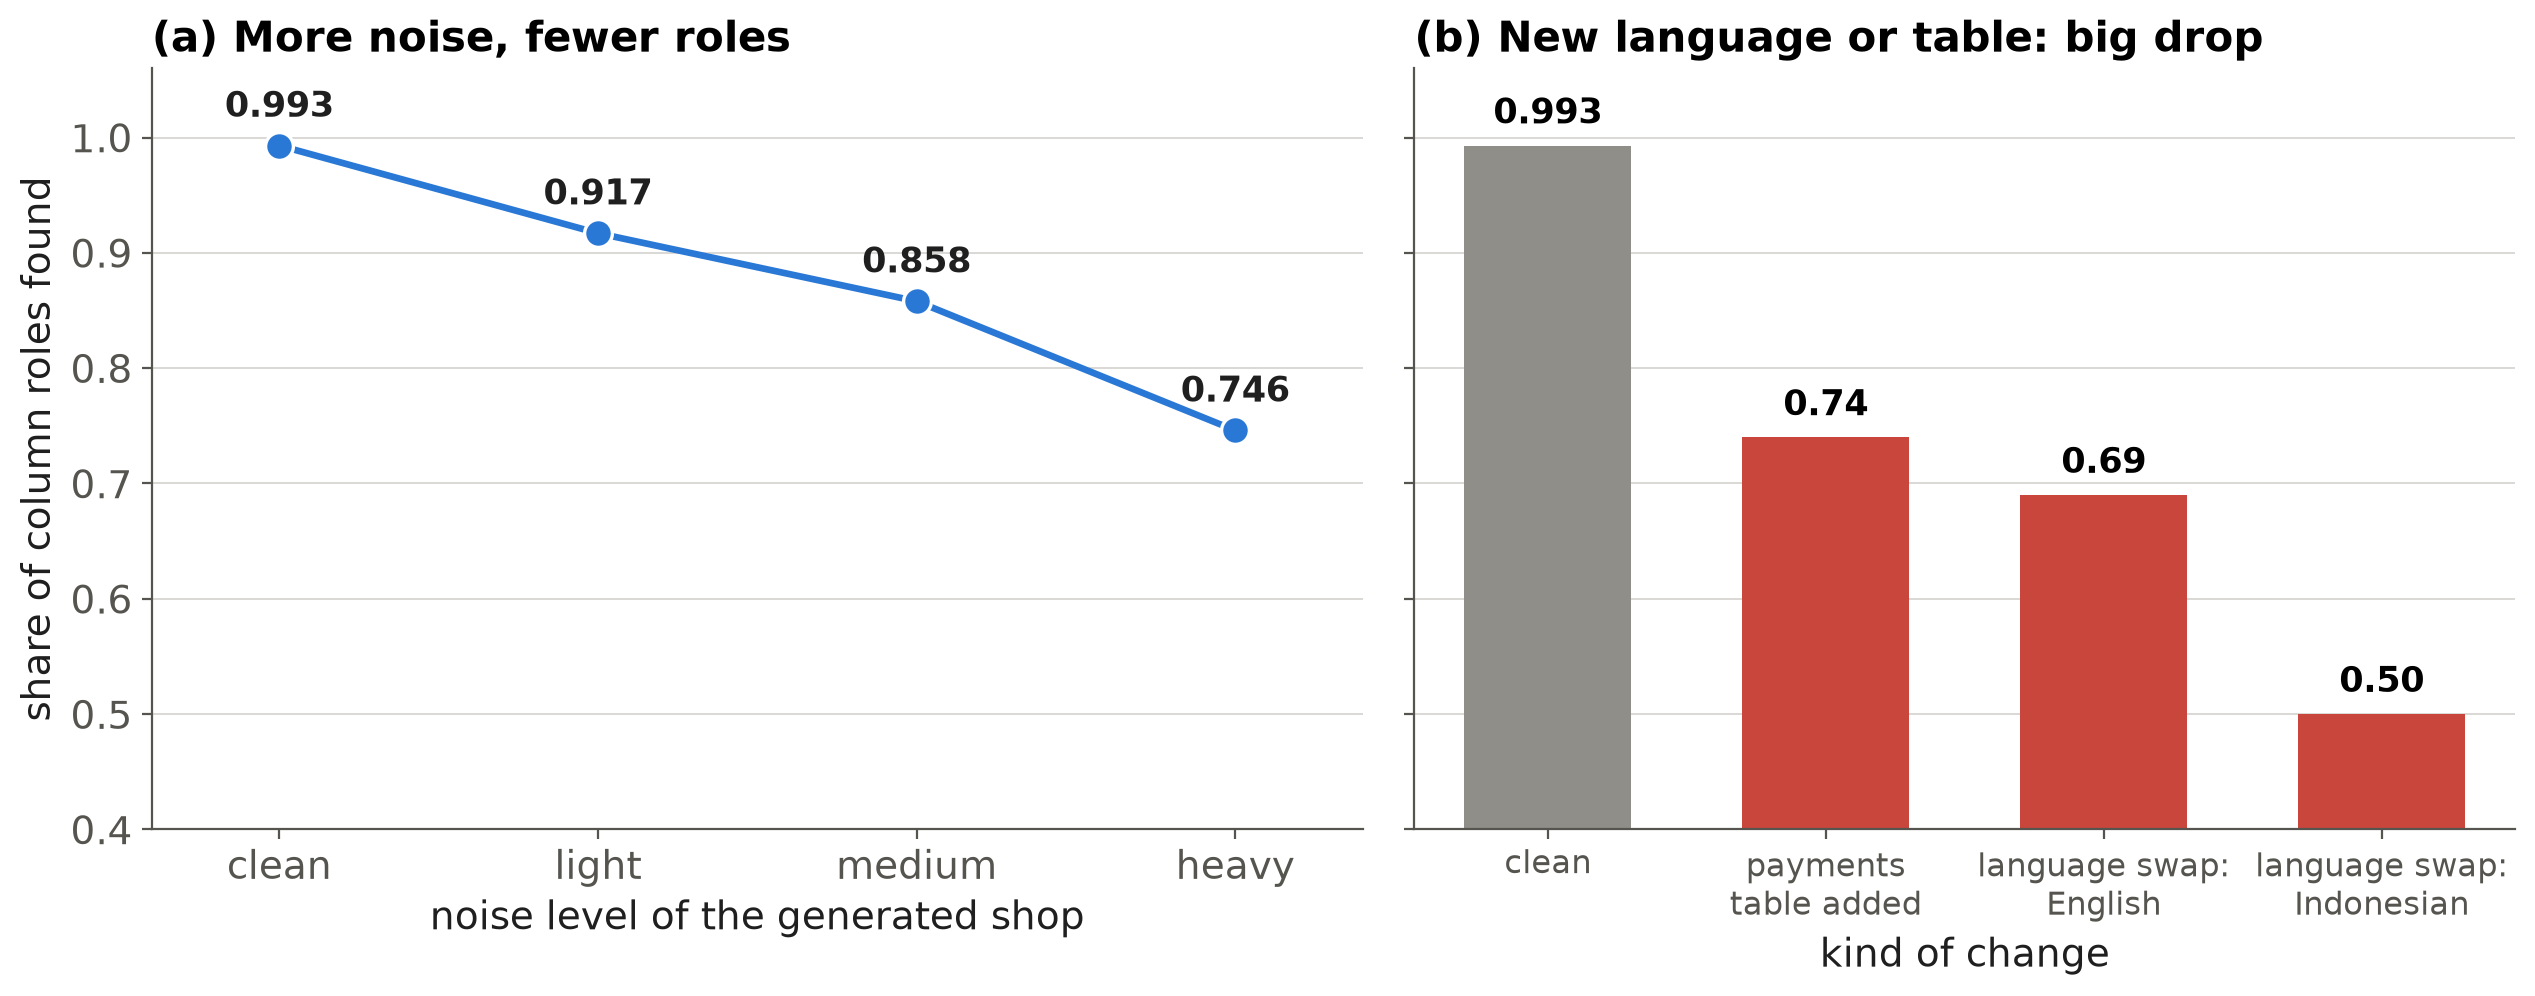 (a) More noise, fewer roles
share of column roles found
1.0
0.9
0.8
0.7
0.6
0.5
0.4
0.993
0.917
0.858
0.746
clean
light
medium
heavy
noise level of the generated shop
(b) New language or table: big drop
0.993
0.74
0.69
0.50
clean
payments
table added
language swap:
English
language swap:
Indonesian
kind of change